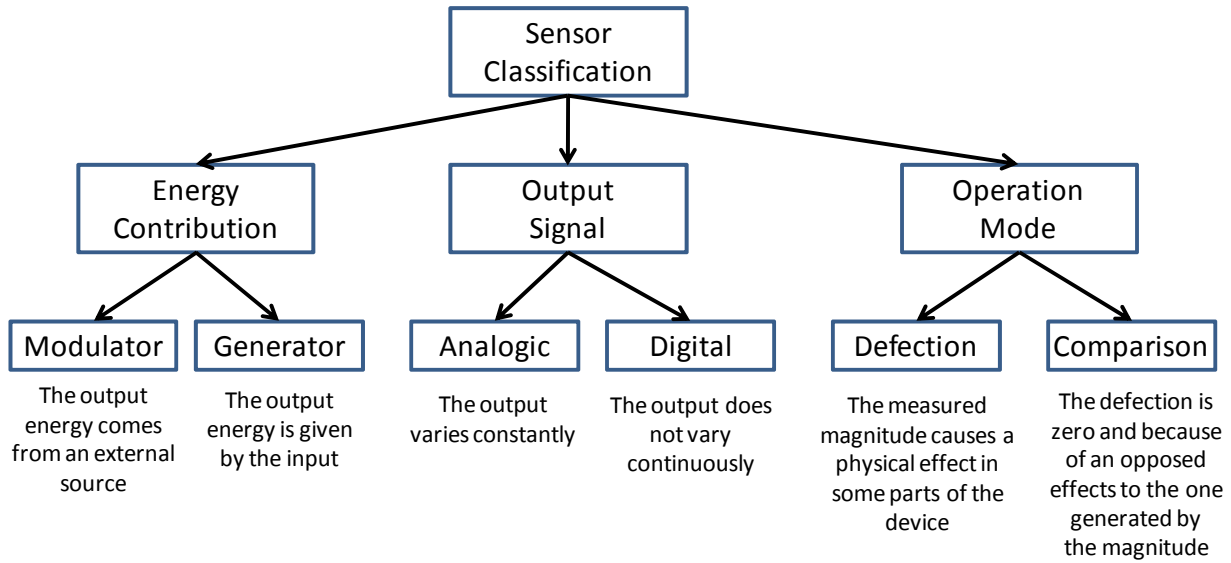 Sensor
Classification
Energy
Contribution
Output
Signal
Operation
Mode
Modulator
Generator
Analogic
Digital
Defection
Comparison
The output
energy comes
from an external
source
The output
energy is given
by the input
The output
varies constantly
The output does
not vary
continuously
The measured
magnitude causes a
physical effect in
some parts of the
device
The defection is
zero and because
of an opposed
effects to the one
generated by
the magnitude